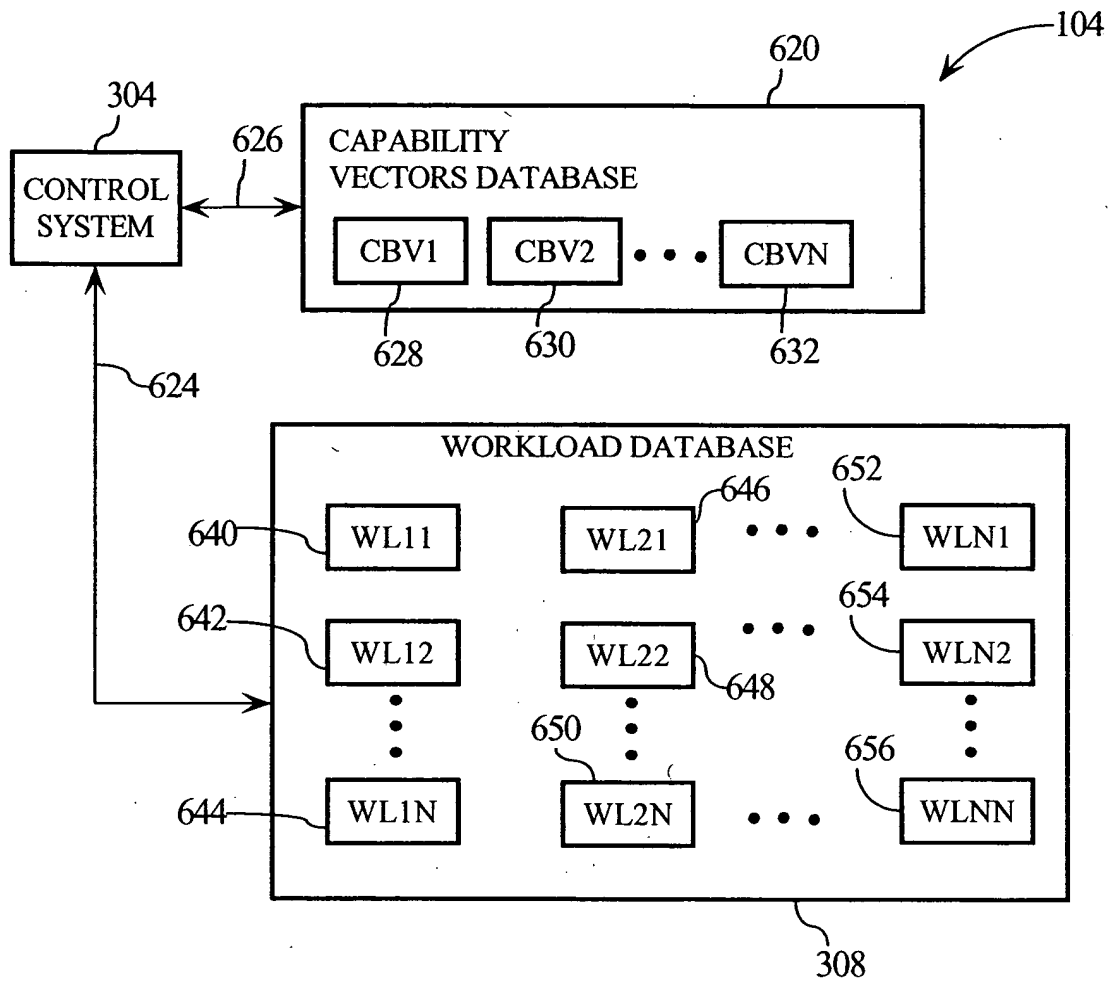 104
620
304
626
CAPABILITY
VECTORS DATABASE
CONTROL
SYSTEM
CBV1 CBV2 CBVN
628 630 632
624
WORKLOAD DATABASE
646 652
640 WL11 WL21 WLN1
642 654
WL12 WL22 WLN2
648
650 656
644 WL1N WL2N WLNN
308